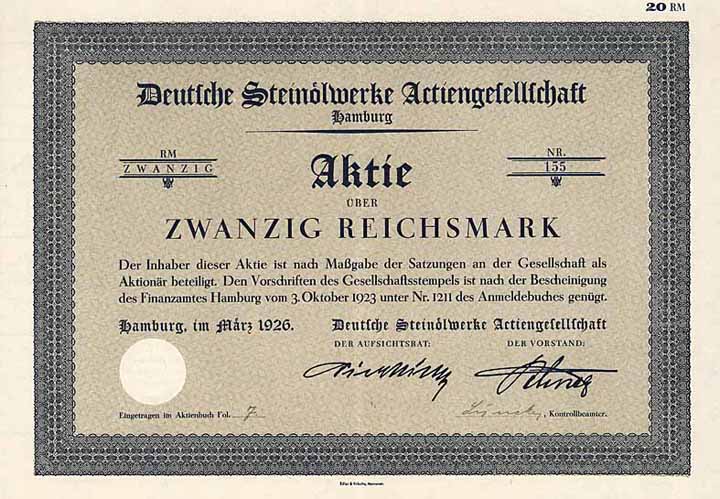 20 RM
Deutsche Steinölwerke Actiengesellschaft
Hamburg
RM
ZWANZIG
Aktie
NR.
155
ÜBER
ZWANZIG REICHSMARK
Der Inhaber dieser Aktie ist nach Maßgabe der Satzungen an der Gesellschaft als
Aktionär beteiligt. Den Vorschriften des Gesellschaftsstempels ist nach der Bescheinigung
des Finanzamtes Hamburg vom 3. Oktober 1923 unter Nr. 1211 des Anmeldebuches genügt.
Hamburg, im März 1926.
Deutsche Steinölwerke Actiengesellschaft
DER AUFSICHTSRAT:
DER VORSTAND:
Eingetragen im Aktienbuch Fol. 7
, Kontrollbeamter.